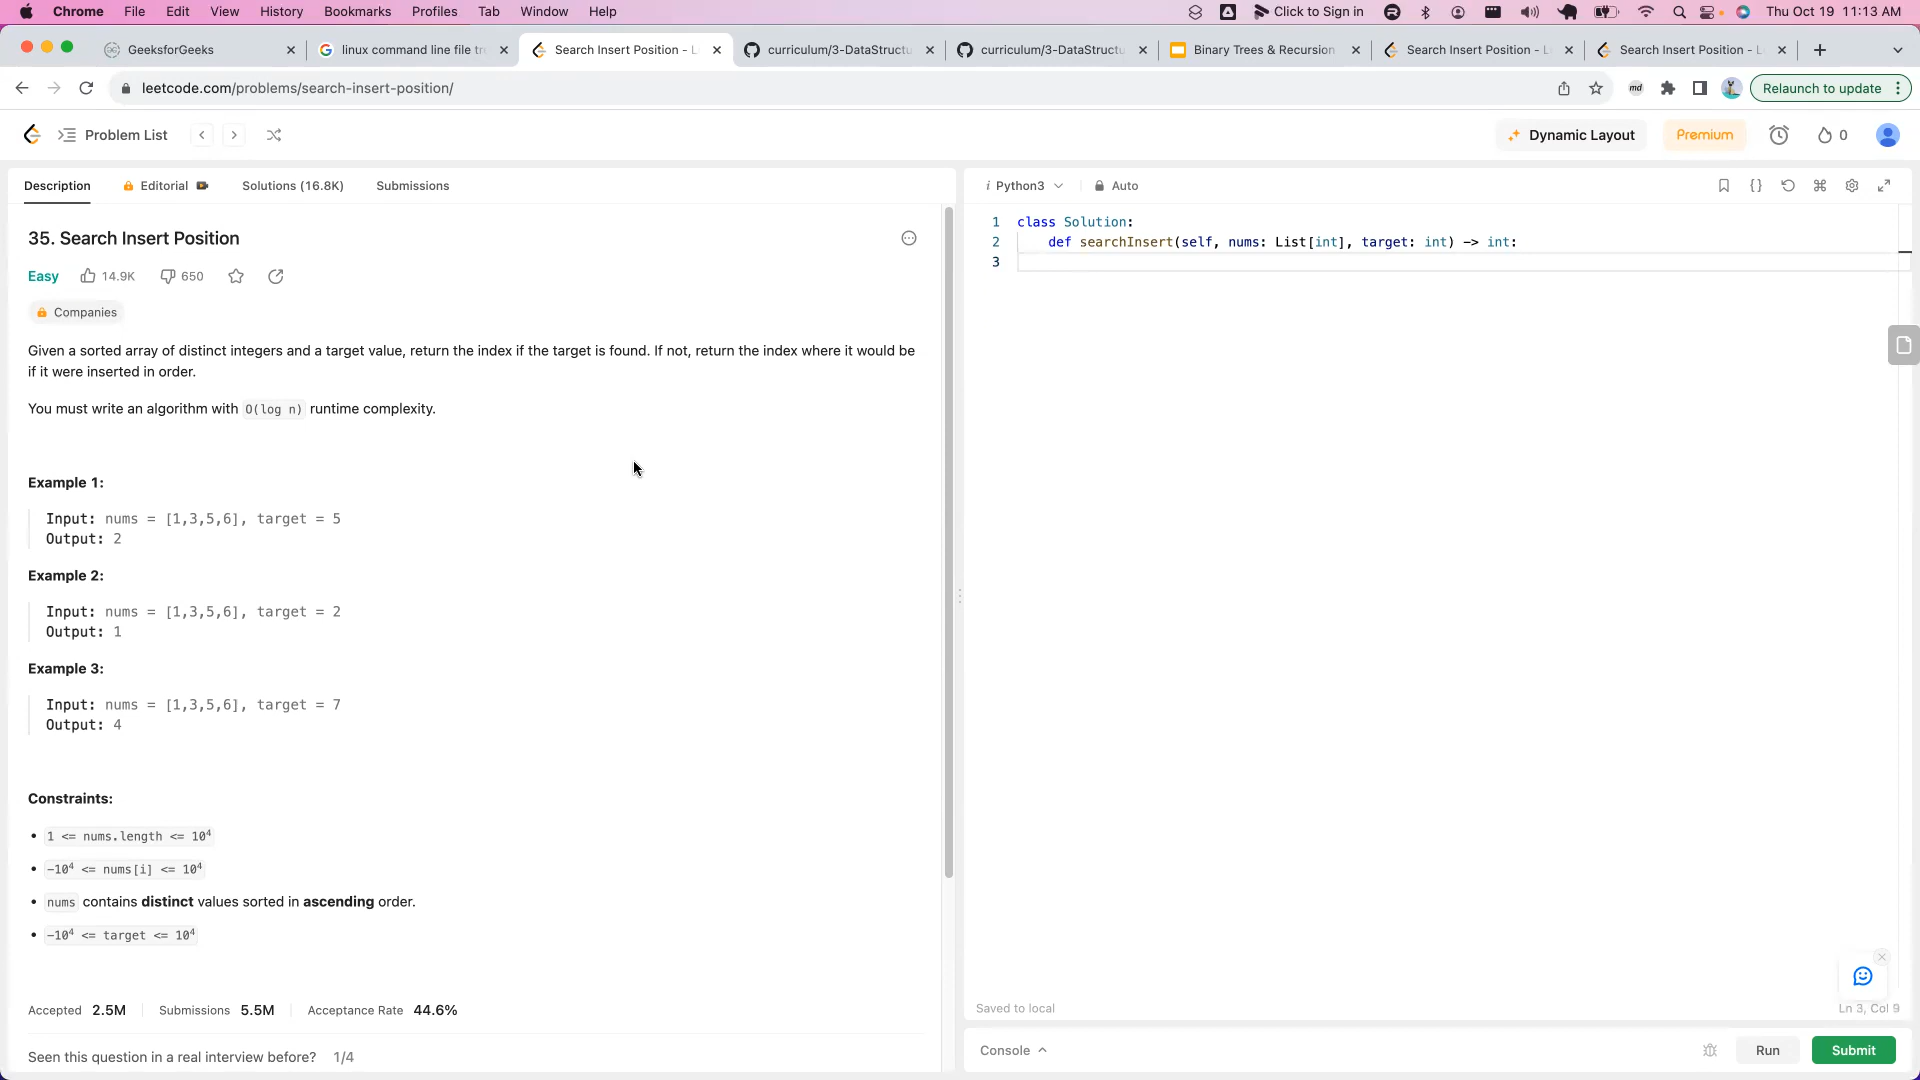 Chrome File Edit View History Bookmarks Profiles Tab Window Help Click to Sign in Thu Oct 19 11:13 AM
GeeksforGeeks linux command line file tr Search Insert Position - L curriculum/3-DataStructu curriculum/3-DataStructu Binary Trees & Recursion Search Insert Position - L Search Insert Position - L
leetcode.com/problems/search-insert-position/ md Relaunch to update
Problem List Dynamic Layout Premium 0
Description Editorial Solutions (16.8K) Submissions
i Python3 Auto
35. Search Insert Position
Easy 14.9K 650
Companies
Given a sorted array of distinct integers and a target value, return the index if the target is found. If not, return the index where it would be
if it were inserted in order.
You must write an algorithm with O(log n) runtime complexity.
Example 1:
Input: nums = [1,3,5,6], target = 5
Output: 2
Example 2:
Input: nums = [1,3,5,6], target = 2
Output: 1
Example 3:
Input: nums = [1,3,5,6], target = 7
Output: 4
Constraints:
• 1 <= nums.length <= 10⁴
• -10⁴ <= nums[i] <= 10⁴
• nums contains distinct values sorted in ascending order.
• -10⁴ <= target <= 10⁴
Accepted 2.5M Submissions 5.5M Acceptance Rate 44.6%
Seen this question in a real interview before? 1/4
1 class Solution:
2 def searchInsert(self, nums: List[int], target: int) -> int:
3
Saved to local Ln 3, Col 9
Console Run Submit